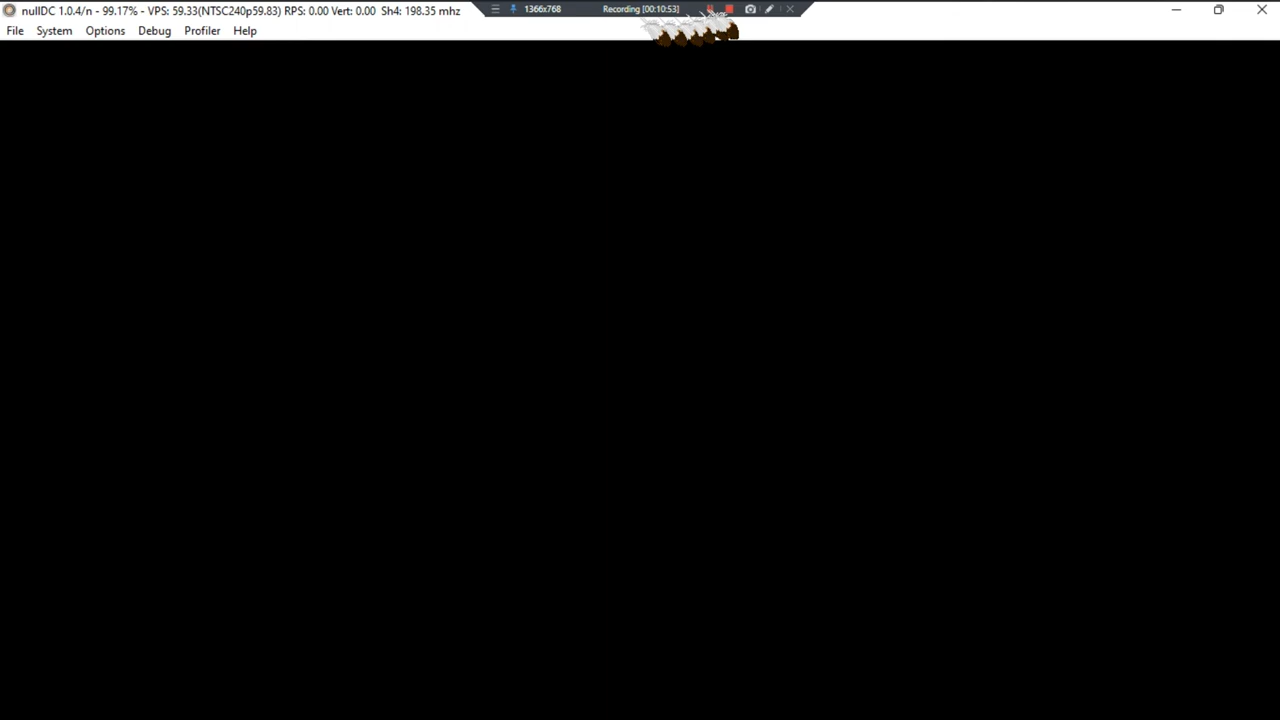 nullDC 1.0.4/n - 99.17% - VPS: 59.33(NTSC240p59.83) RPS: 0.00 Vert: 0.00 Sh4: 198.35 mhz
1366x768 Recording [00:10:53]
File System Options Debug Profiler Help